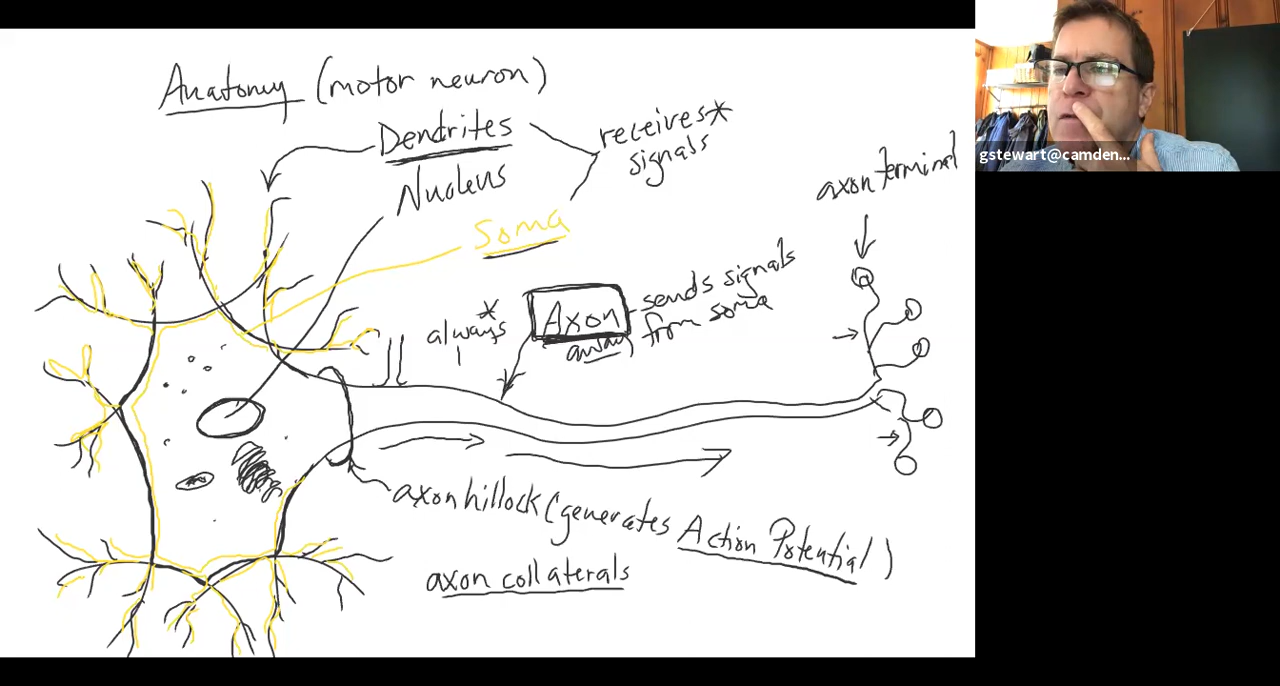 Anatomy (motor neuron)
Dendrites
Nucleus
Soma
receives*
signals
axon terminal
gstewart@camden...
always*
Axon
away
sends signals
from soma
axon hillock (generates Action Potential)
axon collaterals